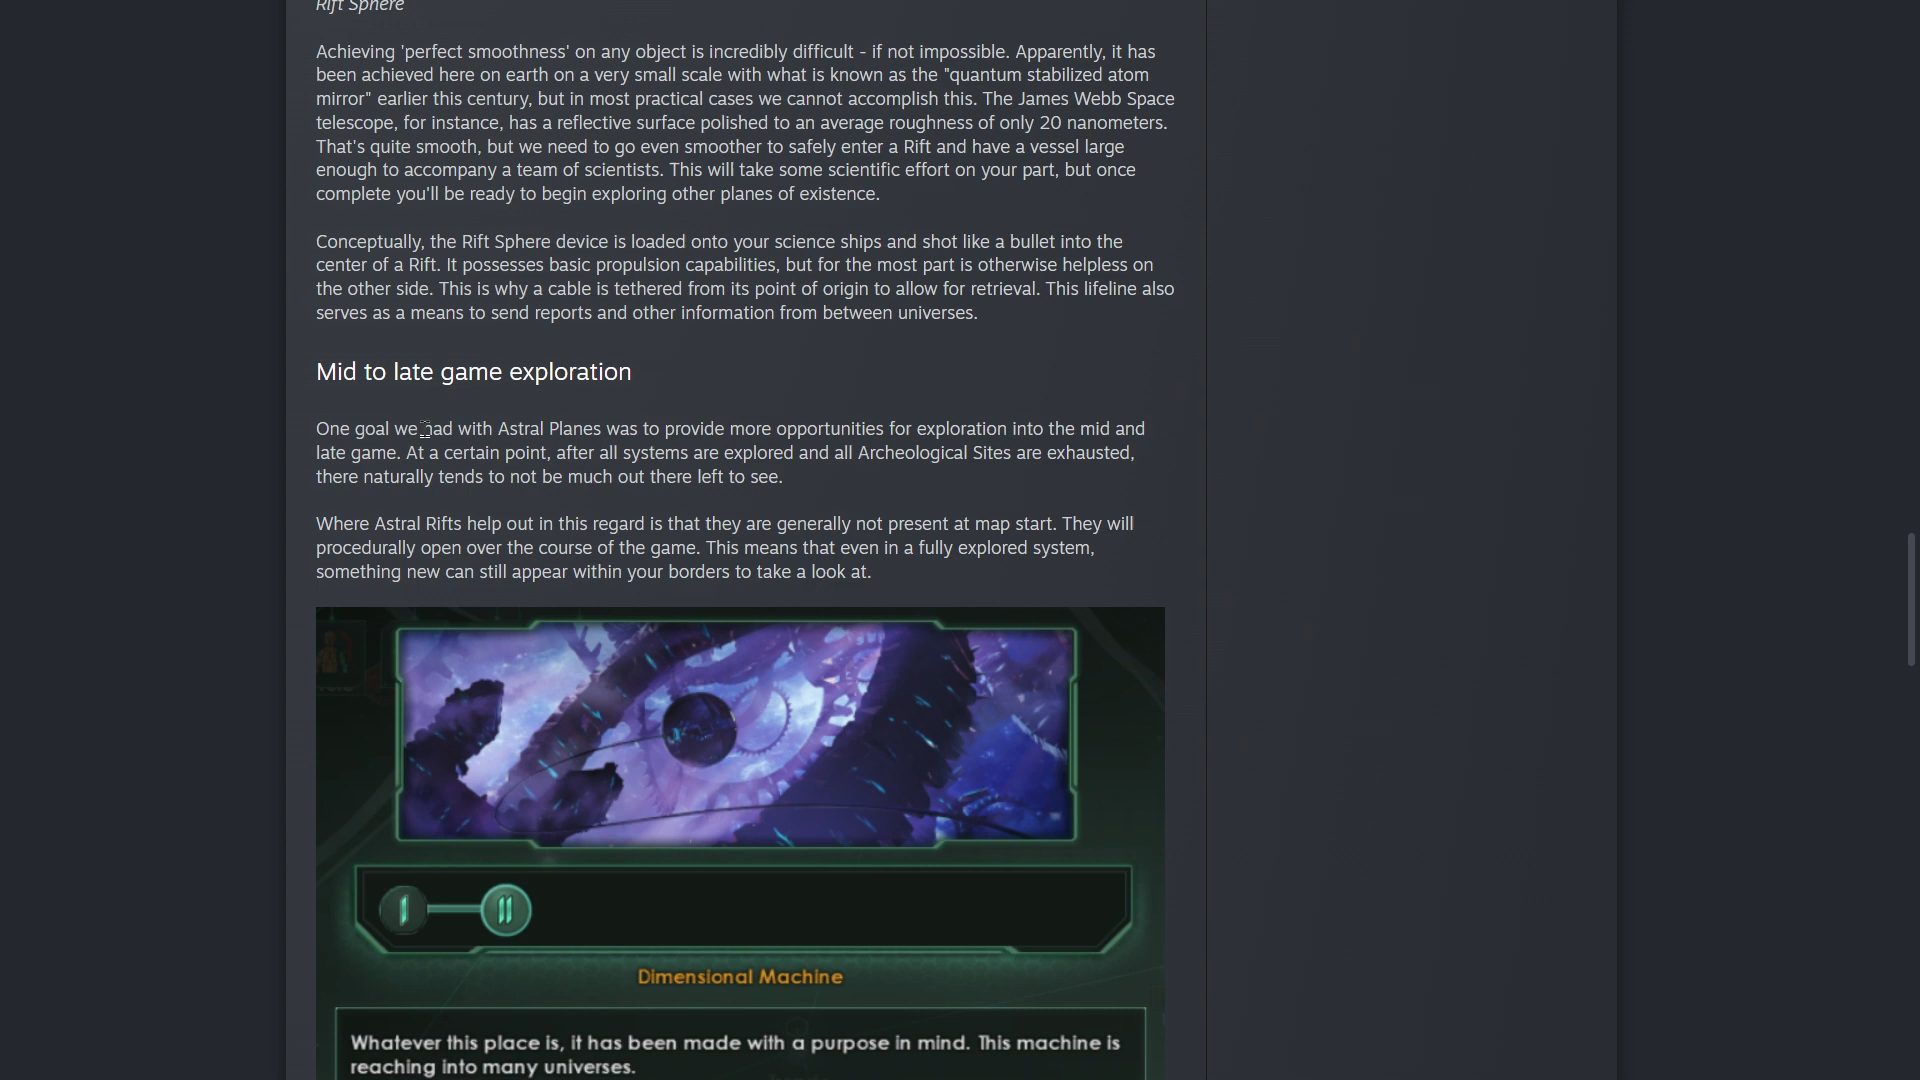 Rift Sphere
Achieving 'perfect smoothness' on any object is incredibly difficult - if not impossible. Apparently, it has
been achieved here on earth on a very small scale with what is known as the "quantum stabilized atom
mirror" earlier this century, but in most practical cases we cannot accomplish this. The James Webb Space
telescope, for instance, has a reflective surface polished to an average roughness of only 20 nanometers.
That's quite smooth, but we need to go even smoother to safely enter a Rift and have a vessel large
enough to accompany a team of scientists. This will take some scientific effort on your part, but once
complete you'll be ready to begin exploring other planes of existence.
Conceptually, the Rift Sphere device is loaded onto your science ships and shot like a bullet into the
center of a Rift. It possesses basic propulsion capabilities, but for the most part is otherwise helpless on
the other side. This is why a cable is tethered from its point of origin to allow for retrieval. This lifeline also
serves as a means to send reports and other information from between universes.
Mid to late game exploration
One goal we had with Astral Planes was to provide more opportunities for exploration into the mid and
late game. At a certain point, after all systems are explored and all Archeological Sites are exhausted,
there naturally tends to not be much out there left to see.
Where Astral Rifts help out in this regard is that they are generally not present at map start. They will
procedurally open over the course of the game. This means that even in a fully explored system,
something new can still appear within your borders to take a look at.
I II
Dimensional Machine
Whatever this place is, it has been made with a purpose in mind. This machine is
reaching into many universes.